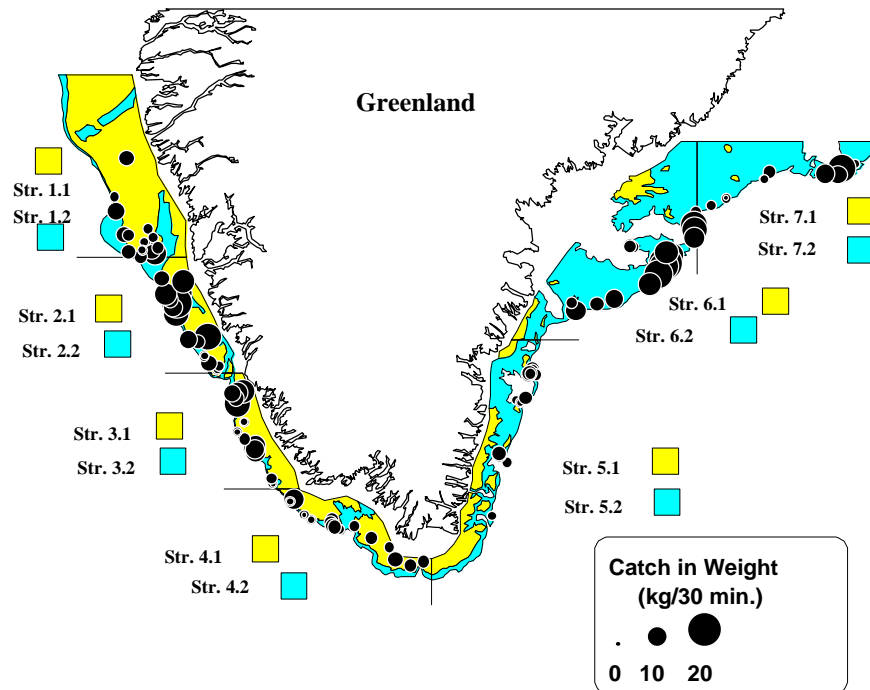 Greenland
Str. 1.1
Str. 1.2
Str. 7.1
Str. 7.2
Str. 2.1
Str. 2.2
Str. 6.1
Str. 6.2
Str. 3.1
Str. 3.2
Str. 5.1
Str. 5.2
Str. 4.1
Str. 4.2
Catch in Weight
(kg/30 min.)
0 10 20